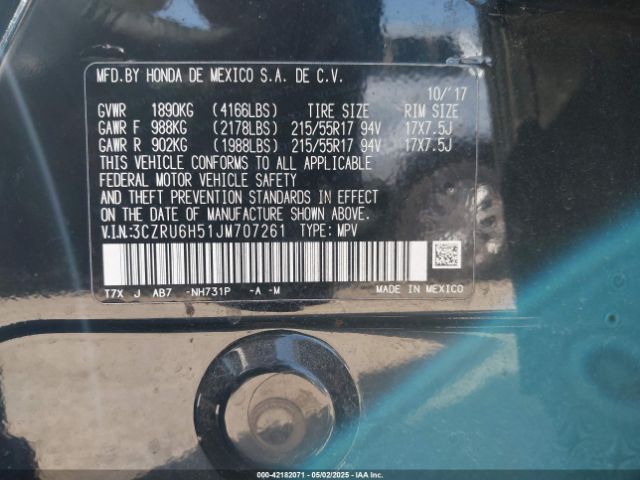 MFD.BY HONDA DE MEXICO S.A. DE C.V.
10/'17
GVWR 1890KG (4166LBS) TIRE SIZE RIM SIZE
GAWR F 988KG (2178LBS) 215/55R17 94V 17X7.5J
GAWR R 902KG (1988LBS) 215/55R17 94V 17X7.5J
THIS VEHICLE CONFORMS TO ALL APPLICABLE
FEDERAL MOTOR VEHICLE SAFETY
AND THEFT PREVENTION STANDARDS IN EFFECT
ON THE DATE OF MANUFACTURE SHOWN ABOVE.
V.I.N:3CZRU6H51JM707261 TYPE: MPV
T7X J AB7 -NH731P -A -M MADE IN MEXICO
000-42182071 - 05/02/2025 - IAA Inc.